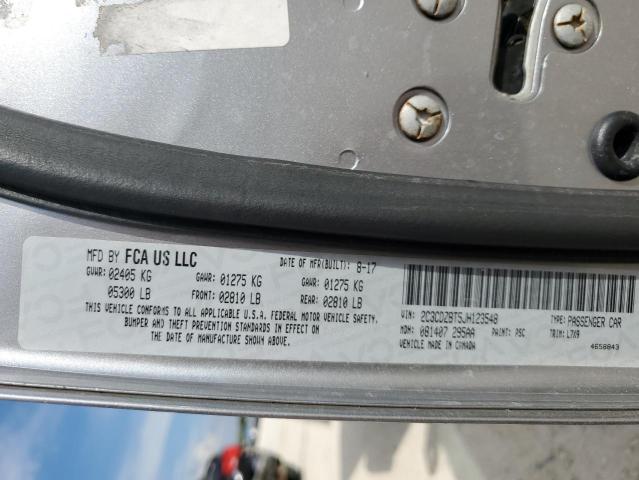 MFD BY FCA US LLC
DATE OF MFR(BUILT): 8-17
GVWR: 02405 KG GAWR: 01275 KG GAWR: 01275 KG
05300 LB FRONT: 02810 LB REAR: 02810 LB
THIS VEHICLE CONFORMS TO ALL APPLICABLE U.S.A. FEDERAL MOTOR VEHICLE SAFETY,
BUMPER AND THEFT PREVENTION STANDARDS IN EFFECT ON
THE DATE OF MANUFACTURE SHOWN ABOVE.
VIN: 2C3CDZBT5JH123548 TYPE: PASSENGER CAR
MDH: 081407 295AA PAINT: PSC TRIM: L7X9
VEHICLE MADE IN CANADA 4658843